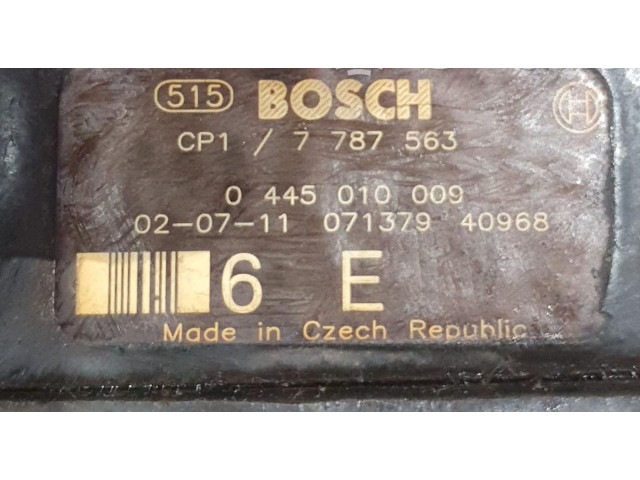 515 BOSCH
CP1 / 7 787 563
0 445 010 009
02-07-11 071379 40968
6 E
Made in Czech Republic